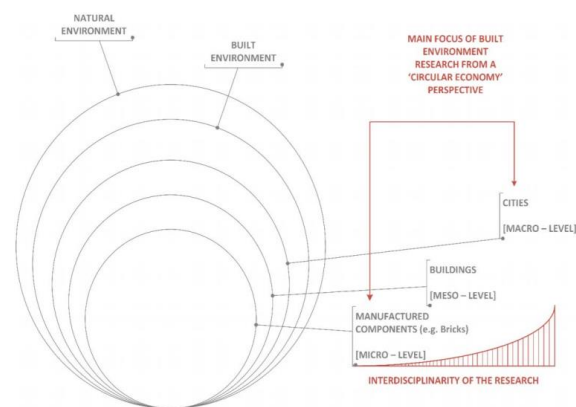 NATURAL
ENVIRONMENT
BUILT
ENVIRONMENT
MAIN FOCUS OF BUILT
ENVIRONMENT
RESEARCH FROM A
'CIRCULAR ECONOMY'
PERSPECTIVE
CITIES
[MACRO – LEVEL]
BUILDINGS
[MESO – LEVEL]
MANUFACTURED
COMPONENTS (e.g. Bricks)
[MICRO – LEVEL]
INTERDISCIPLINARITY OF THE RESEARCH